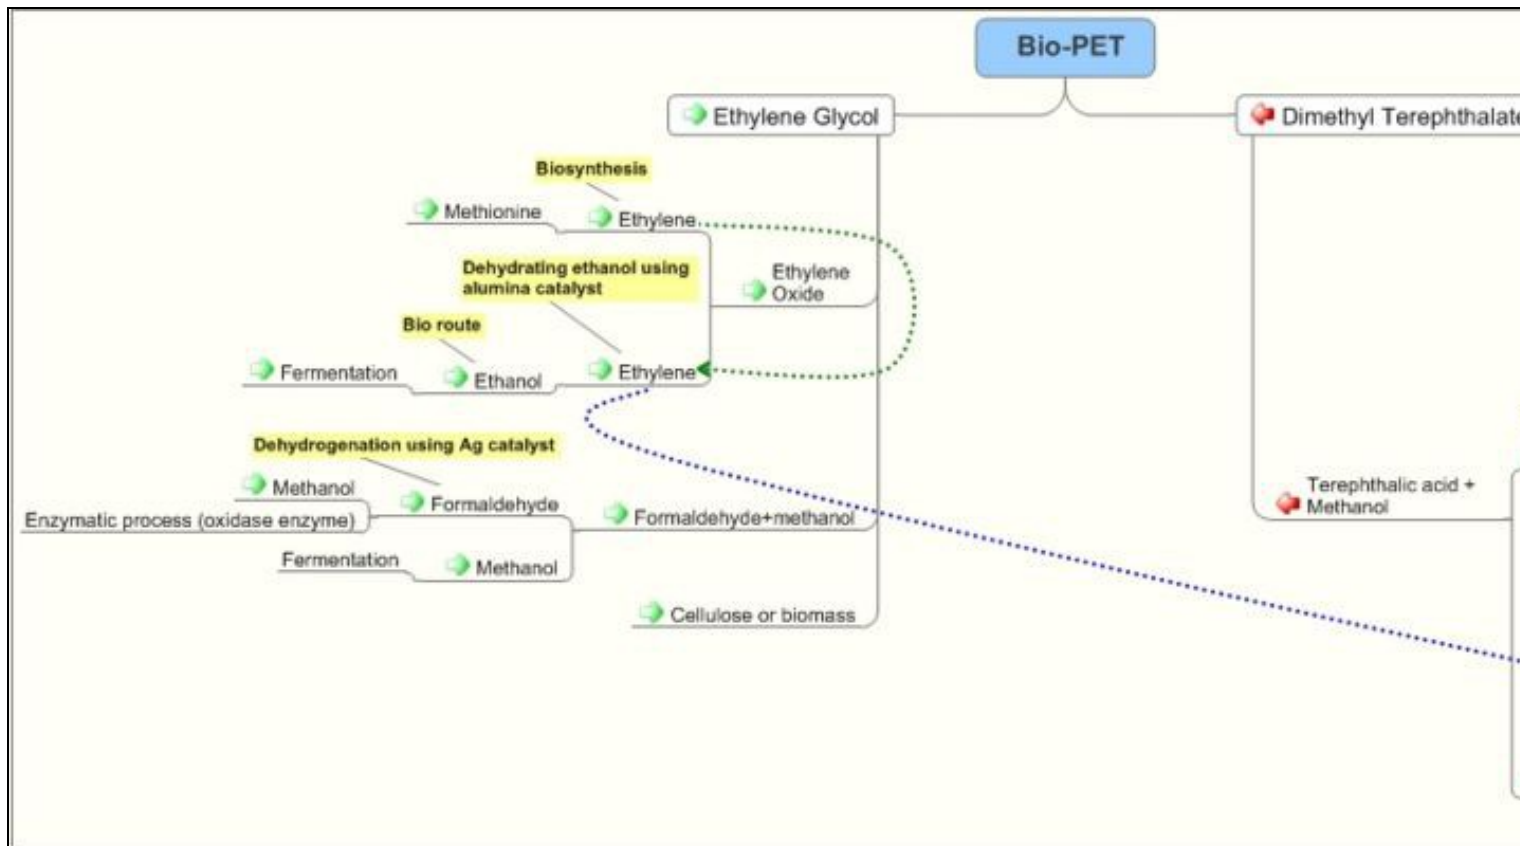 Bio-PET
Ethylene Glycol
Dimethyl Terephthalate
Biosynthesis
Methionine
Ethylene
Dehydrating ethanol using
alumina catalyst
Ethylene
Oxide
Bio route
Fermentation
Ethanol
Ethylene
Dehydrogenation using Ag catalyst
Methanol
Formaldehyde
Enzymatic process (oxidase enzyme)
Formaldehyde+methanol
Fermentation
Methanol
Cellulose or biomass
Terephthalic acid +
Methanol